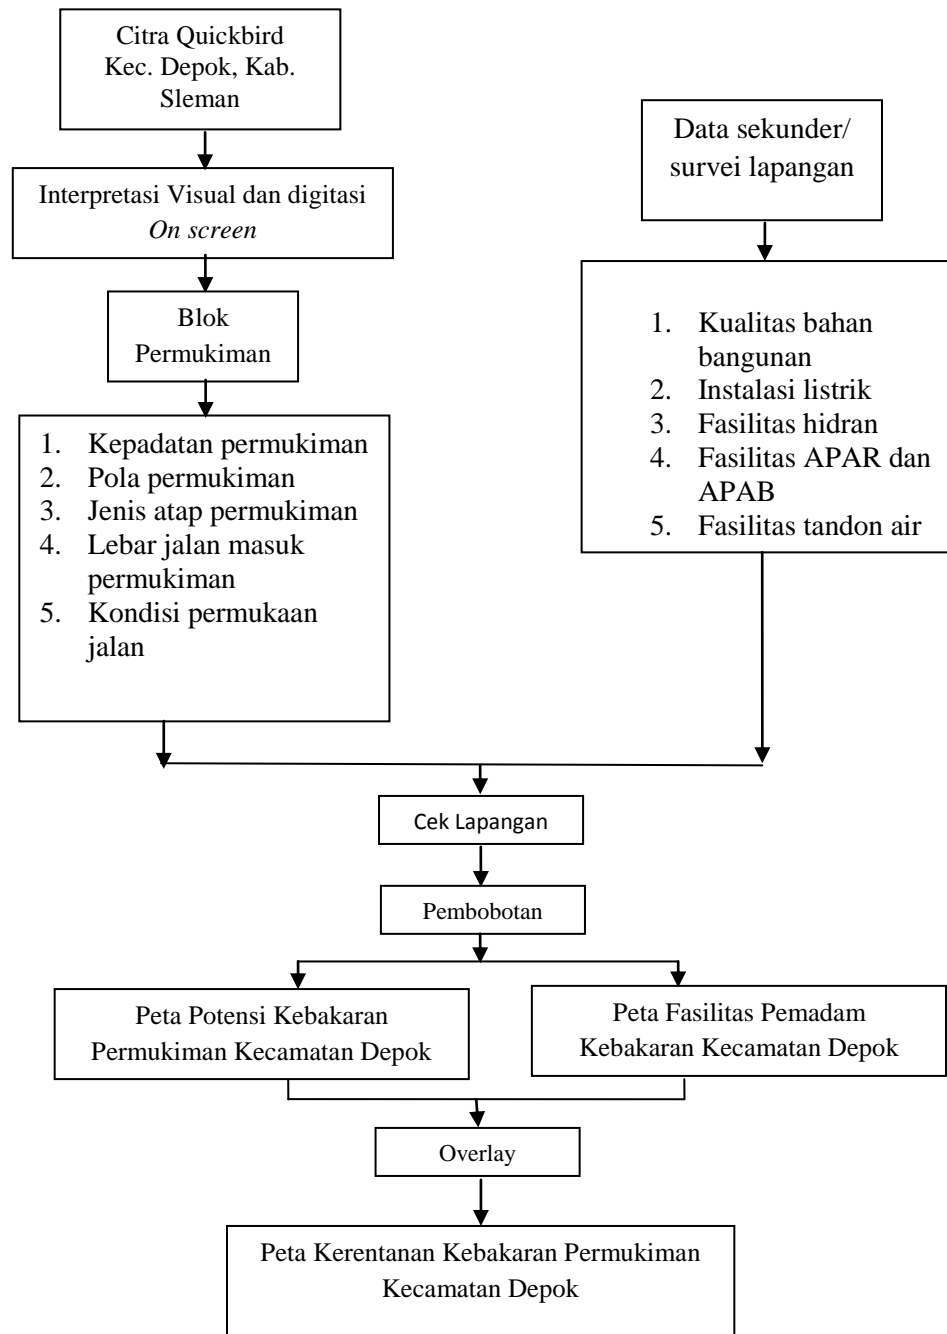 Citra Quickbird
Kec. Depok, Kab.
Sleman
Interpretasi Visual dan digitasi
On screen
Blok
Permukiman
1. Kepadatan permukiman
2. Pola permukiman
3. Jenis atap permukiman
4. Lebar jalan masuk
permukiman
5. Kondisi permukaan
jalan
Data sekunder/
survei lapangan
1. Kualitas bahan
bangunan
2. Instalasi listrik
3. Fasilitas hidran
4. Fasilitas APAR dan
APAB
5. Fasilitas tandon air
Cek Lapangan
Pembobotan
Peta Potensi Kebakaran
Permukiman Kecamatan Depok
Peta Fasilitas Pemadam
Kebakaran Kecamatan Depok
Overlay
Peta Kerentanan Kebakaran Permukiman
Kecamatan Depok